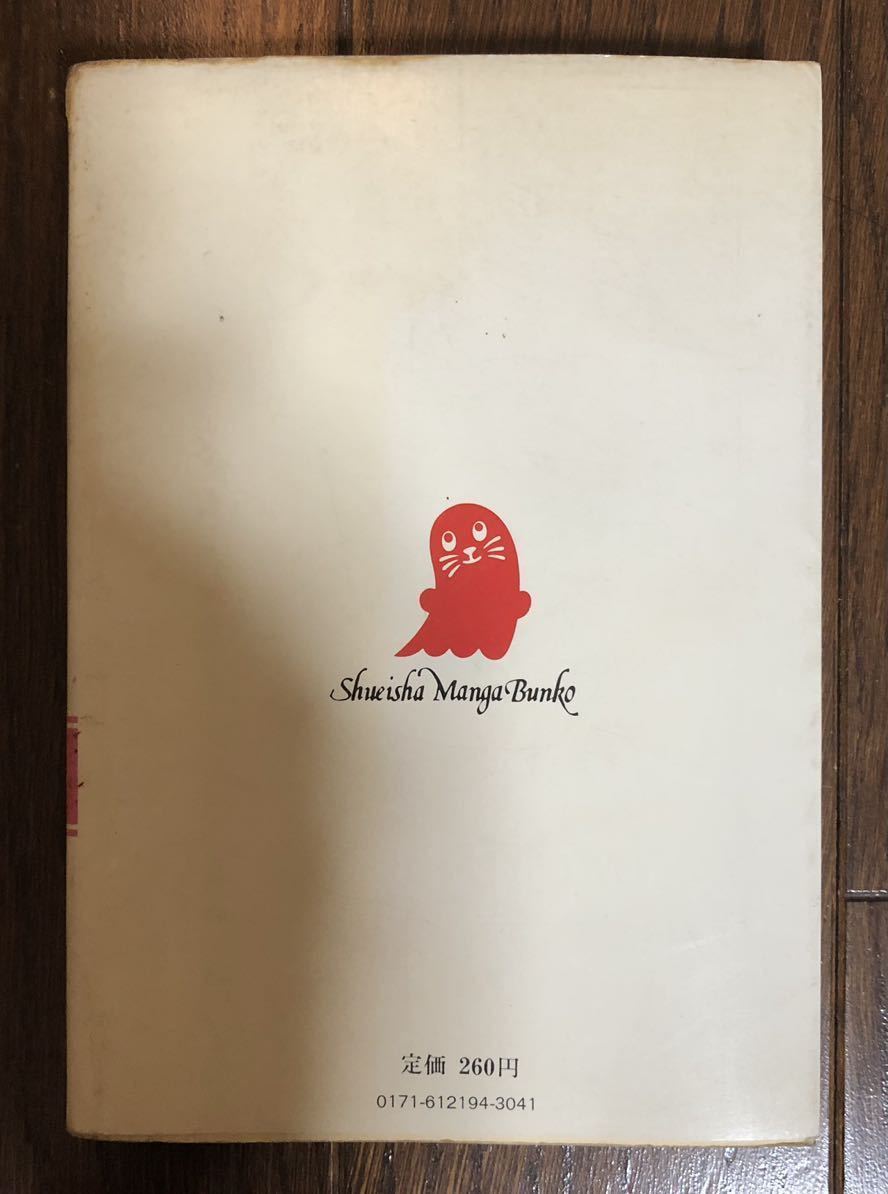 Shueisha Manga Bunko
定価 260円
0171-612194-3041